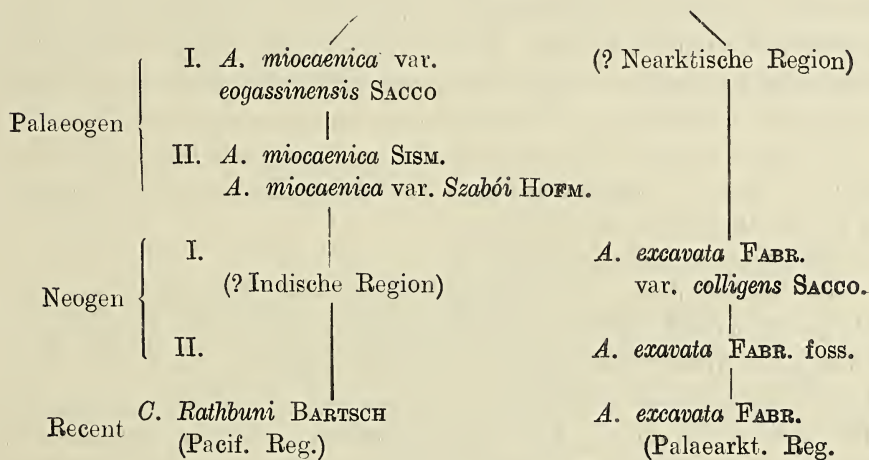 I. A. miocaenica var. (? Nearktische Region)
eogassinensis SACCO
Palaeogen
II. A. miocaenica SISM.
A. miocaenica var. Szabói HOFM.
I. A. excavata FABR.
(? Indische Region) var. colligens SACCO.
Neogen
II. A. exavata FABR. foss.
C. Rathbuni BARTSCH A. excavata FABR.
Recent (Pacif. Reg.) (Palaearkt. Reg.